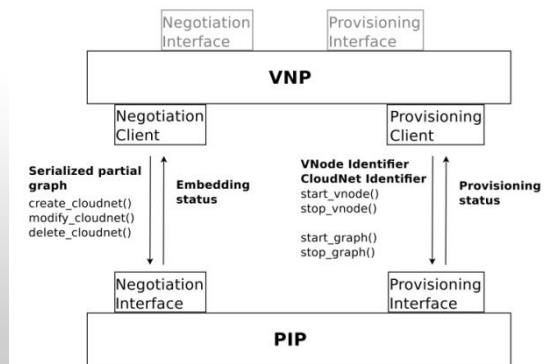 Negotiation
Interface
Provisioning
Interface
VNP
Negotiation
Client
Provisioning
Client
Serialized partial
graph
create_cloudnet()
modify_cloudnet()
delete_cloudnet()
Embedding
status
VNode Identifier
CloudNet Identifier
start_vnode()
stop_vnode()
start_graph()
stop_graph()
Provisioning
status
Negotiation
Interface
Provisioning
Interface
PIP